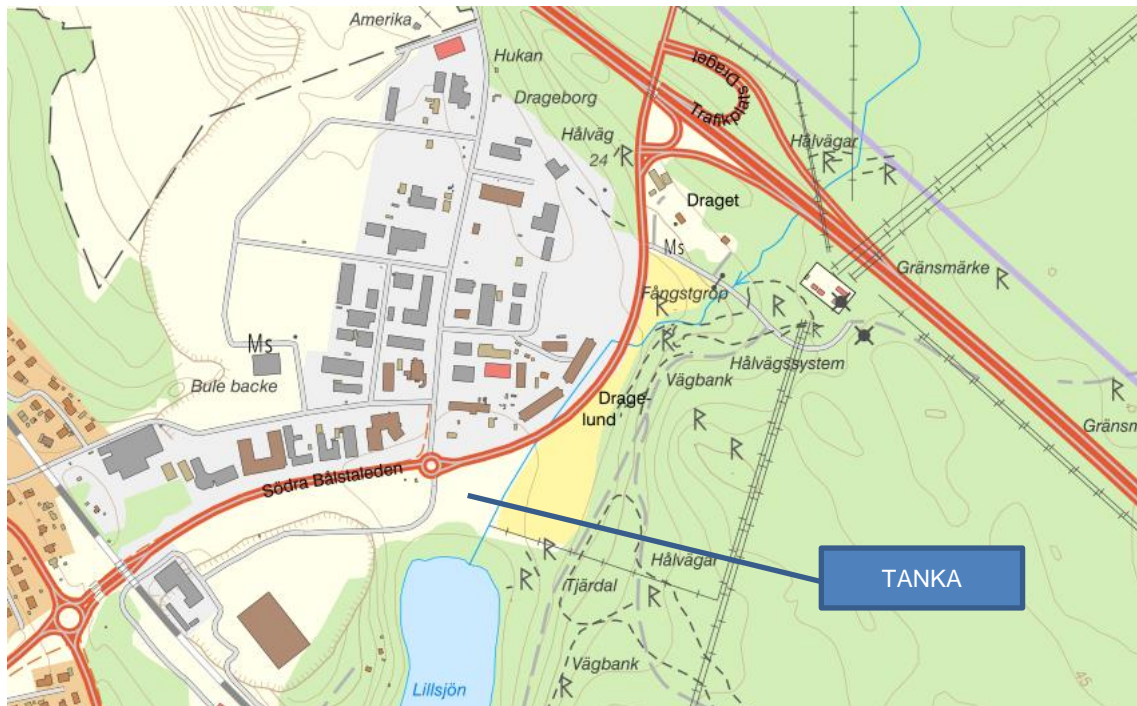 Amerika
Hukan
Drageborg
Hålväg
24
R
Trafikplats Draget
Hålvägar
R
R
Draget
Ms
Gränsmärke
R
Fångstgrop
R
R
R
R
Hålvägssystem
Ms
Bule backe
Vägbank
R
Drage-
lund
R
R
Gränsm
Södra Bålstaleden
R
Hålvägar
TANKA
R
Tjärdal
R
Vägbank
R
Lillsjön
45